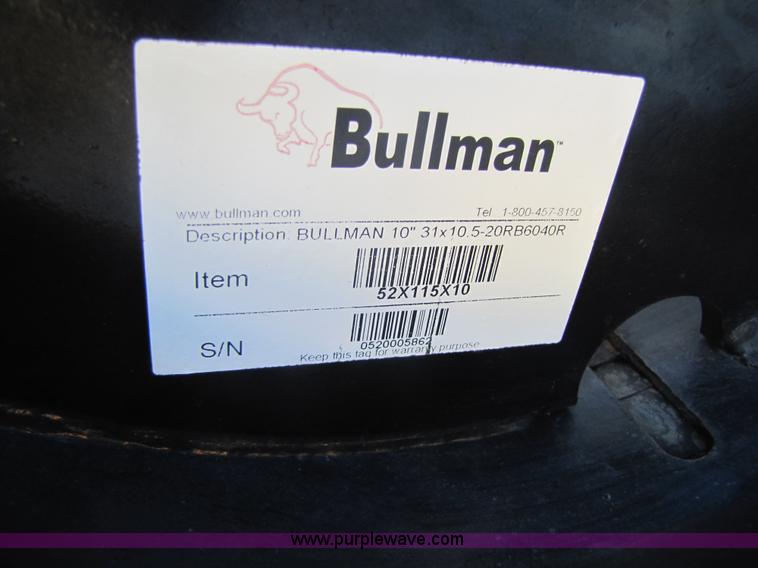 Bullman™
www.bullman.com Tel 1-800-457-8150
Description: BULLMAN 10" 31x10.5-20RB6040R
Item
52X115X10
S/N
0520005862
Keep this tag for warranty purpose
www.purplewave.com